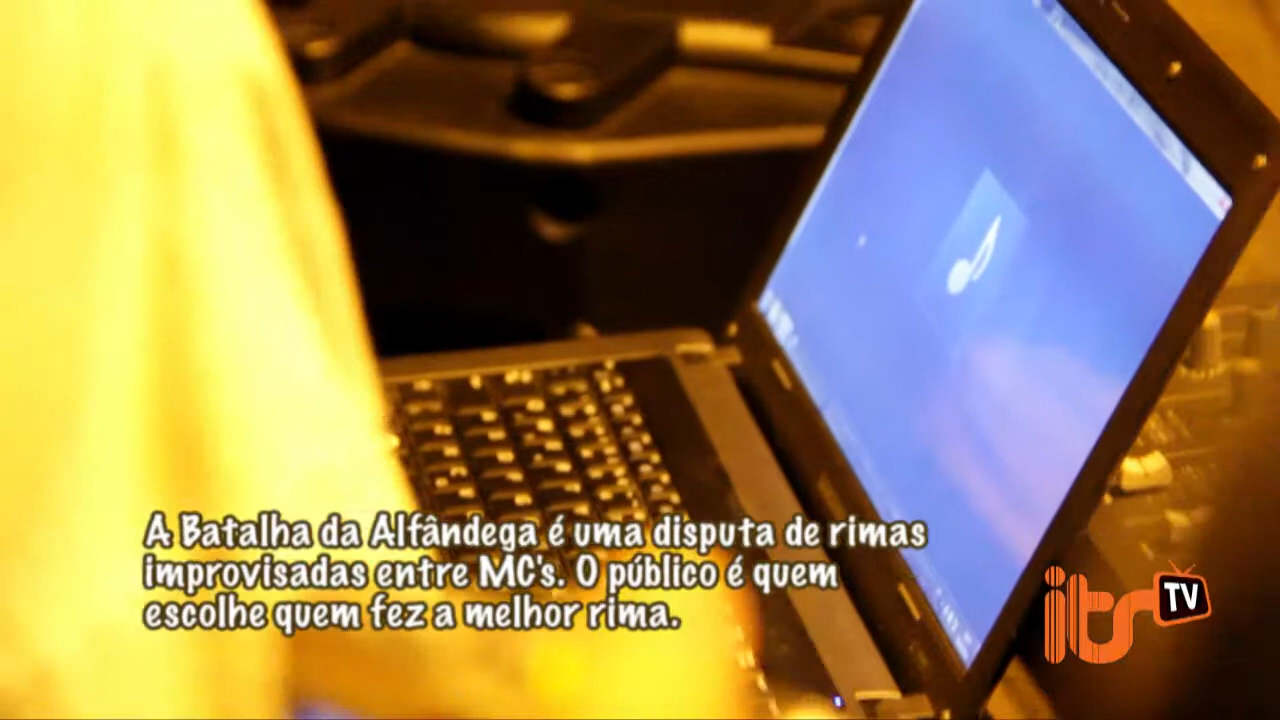 A Batalha da Alfândega é uma disputa de rimas
improvisadas entre MC's. O público é quem
escolhe quem fez a melhor rima.
its TV